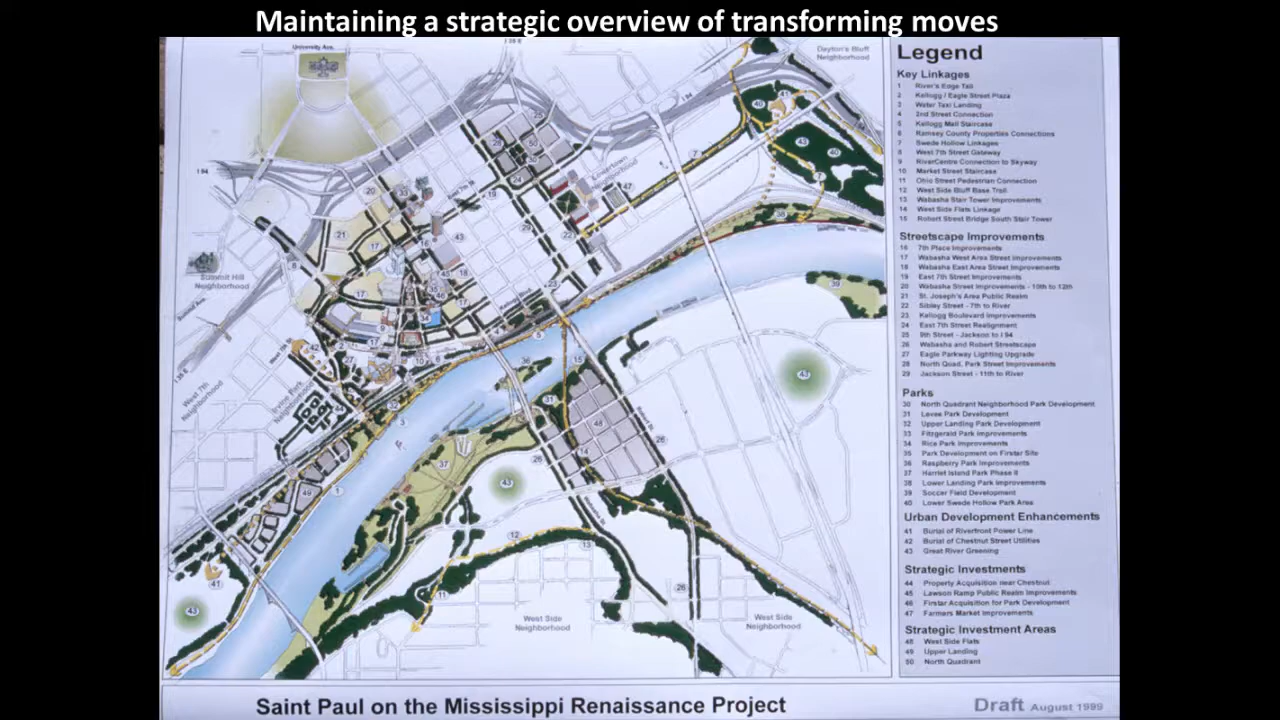 Maintaining a strategic overview of transforming moves
University Ave.
I 35 E
Dayton's Bluff
Neighborhood
I 94
I 94
Lowertown
Neighborhood
Summit Hill
Neighborhood
Summit Ave.
I 35 E
West 7th
Neighborhood
Irvine Park
Neighborhood
West Side
Neighborhood
West Side
Neighborhood
Legend
Key Linkages
1 River's Edge Tail
2 Kellogg / Eagle Street Plaza
3 Water Taxi Landing
4 2nd Street Connection
5 Kellogg Mall Staircase
6 Ramsey County Properties Connections
7 Swede Hollow Linkages
8 West 7th Street Gateway
9 RiverCentre Connection to Skyway
10 Market Street Staircase
11 Ohio Street Pedestrian Connection
12 West Side Bluff Base Trail
13 Wabasha Stair Tower Improvements
14 West Side Flats Linkage
15 Robert Street Bridge South Stair Tower
Streetscape Improvements
16 7th Place Improvements
17 Wabasha West Area Street Improvements
18 Wabasha East Area Street Improvements
19 East 7th Street Improvements
20 Wabasha Street Improvements - 10th to 12th
21 St. Joseph's Area Public Realm
22 Sibley Street - 7th to River
23 Kellogg Boulevard Improvements
24 East 7th Street Realignment
25 9th Street - Jackson to I 94
26 Wabasha and Robert Streetscape
27 Eagle Parkway Lighting Upgrade
28 North Quad. Park Street Improvements
29 Jackson Street - 11th to River
Parks
30 North Quadrant Neighborhood Park Development
31 Levee Park Development
32 Upper Landing Park Development
33 Fitzgerald Park Improvements
34 Rice Park Improvements
35 Park Development on Firstar Site
36 Raspberry Park Improvements
37 Harriet Island Park Phase II
38 Lower Landing Park Improvements
39 Soccer Field Development
40 Lower Swede Hollow Park Area
Urban Development Enhancements
41 Burial of Riverfront Power Line
42 Burial of Chestnut Street Utilities
43 Great River Greening
Strategic Investments
44 Property Acquisition near Chestnut
45 Lawson Ramp Public Realm Improvements
46 Firstar Acquisition for Park Development
47 Farmers Market Improvements
Strategic Investment Areas
48 West Side Flats
49 Upper Landing
50 North Quadrant
Saint Paul on the Mississippi Renaissance Project
Draft August 1999